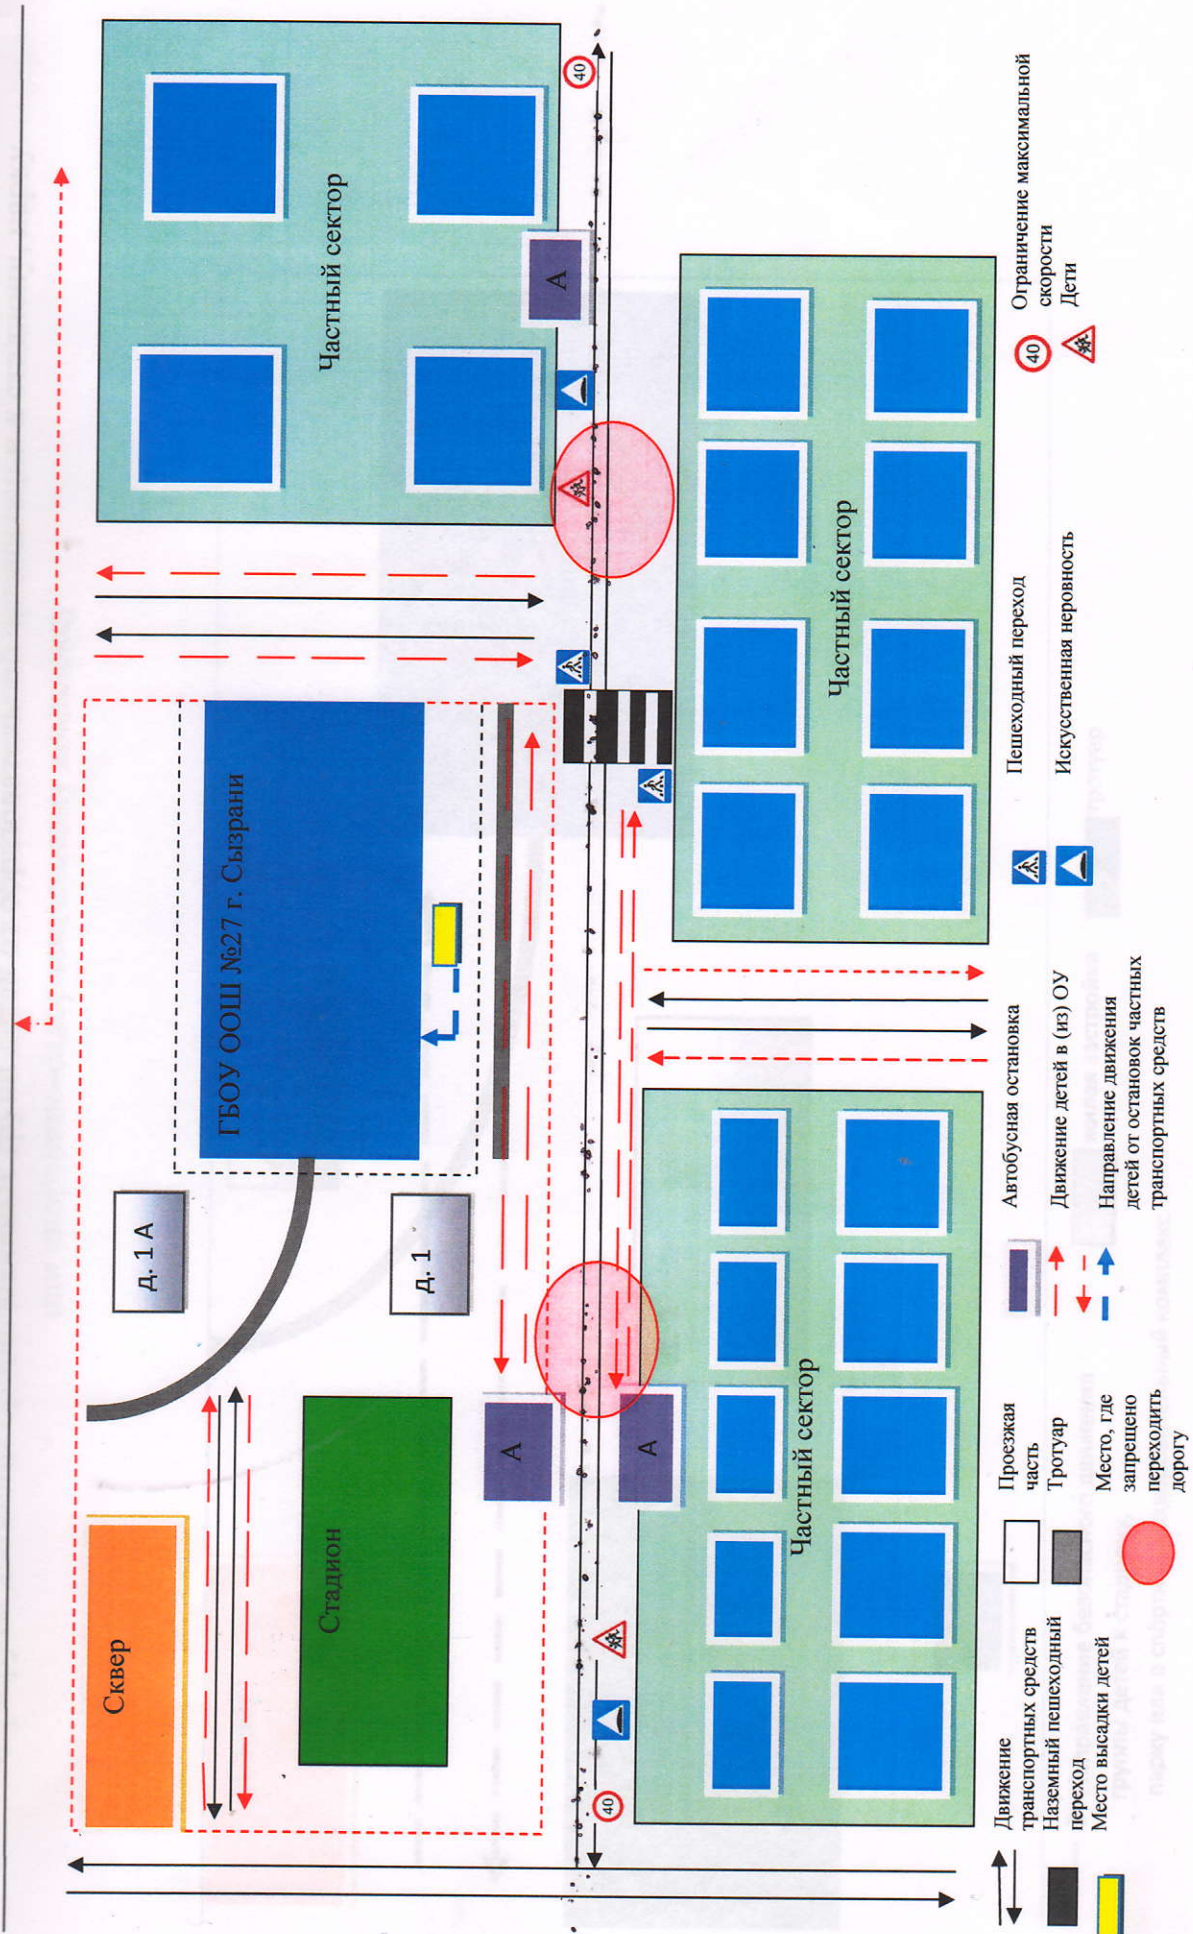 Сквер
Стадион
д. 1 А
д. 1
ГБОУ ООШ №27 г. Сызрани
Частный сектор
А
А
А
40
40
Частный сектор
Частный сектор
Движение
транспортных средств
Наземный пешеходный
переход
Место высадки детей
Проезжая
часть
Тротуар
Место, где
запрещено
переходить
дорогу
Автобусная остановка
Движение детей в (из) ОУ
Направление движения
детей от остановок частных
транспортных средств
Пешеходный переход
Искусственная неровность
40
Ограничение максимальной
скорости
Дети